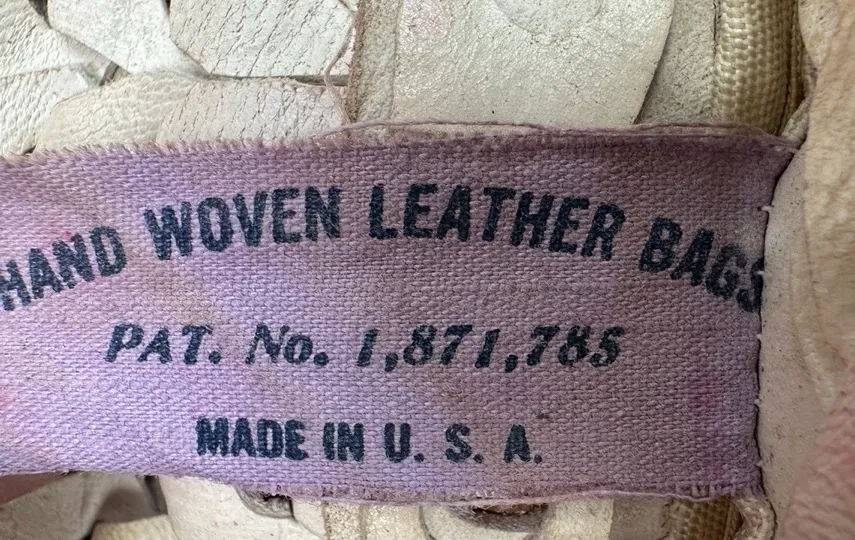 HAND WOVEN LEATHER BAGS
PAT. No. 1,871,785
MADE IN U. S. A.